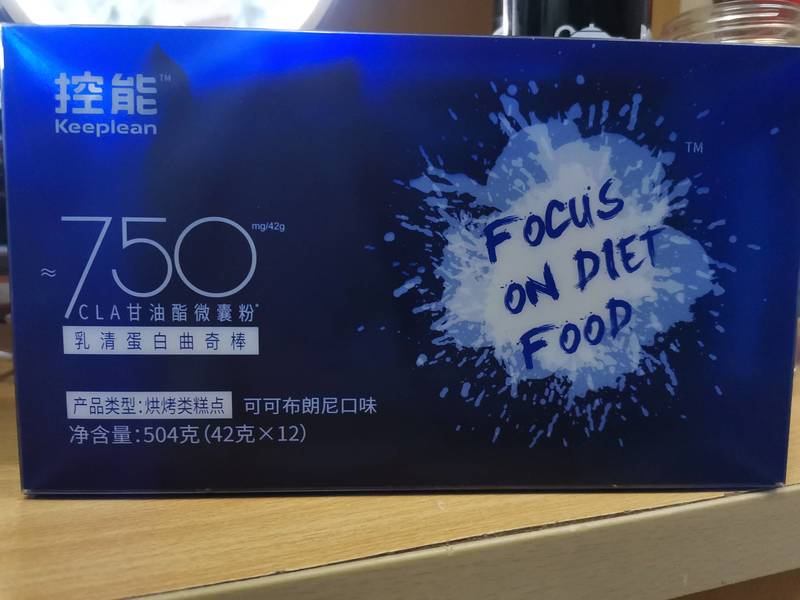 控能™
Keeplean
≈750mg/42g
CLA甘油酯微囊粉*
乳清蛋白曲奇棒
产品类型:烘烤类糕点 可可布朗尼口味
净含量:504克(42克×12)
TM
FOCUS
ON DIET
FOOD